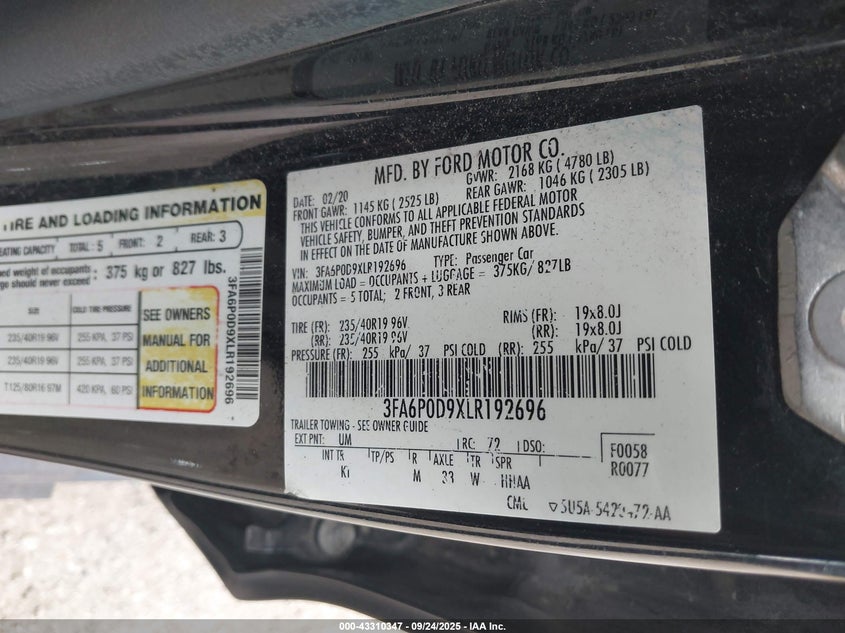 MFD. BY FORD MOTOR CO.
DATE: 02/20 GVWR: 2168 KG ( 4780 LB)
FRONT GAWR: 1145 KG ( 2525 LB) REAR GAWR: 1046 KG ( 2305 LB)
THIS VEHICLE CONFORMS TO ALL APPLICABLE FEDERAL MOTOR
VEHICLE SAFETY, BUMPER, AND THEFT PREVENTION STANDARDS
IN EFFECT ON THE DATE OF MANUFACTURE SHOWN ABOVE.
VIN: 3FA6P0D9XLR192696 TYPE: Passenger Car
MAXIMUM LOAD = OCCUPANTS + LUGGAGE = 375KG/ 827LB
OCCUPANTS = 5 TOTAL; 2 FRONT, 3 REAR
TIRE (FR): 235/40R19 96V RIMS (FR): 19x8.0J
(RR): 235/40R19 96V (RR): 19x8.0J
PRESSURE (FR): 255 kPa/ 37 PSI COLD (RR): 255 kPa/ 37 PSI COLD
3FA6P0D9XLR192696
TRAILER TOWING - SEE OWNER GUIDE
EXT PNT: UM RC: 72 DSO: F0058
R0077
INT TR TP/PS R AXLE TR SPR
M W HHAA
TIRE AND LOADING INFORMATION
SEATING CAPACITY TOTAL: 5 FRONT: 2 REAR: 3
weight of occupants
should never exceed: 375 kg or 827 lbs.
SIZE COLD TIRE PRESSURE
235/40R19 96V 255 KPA, 37 PSI
235/40R19 96V 255 KPA, 37 PSI
T125/80R16 97M 420 KPA, 60 PSI
SEE OWNERS
MANUAL FOR
ADDITIONAL
INFORMATION
3FA6P0D9XLR192696
000-43310347 - 09/24/2025 - IAA Inc.